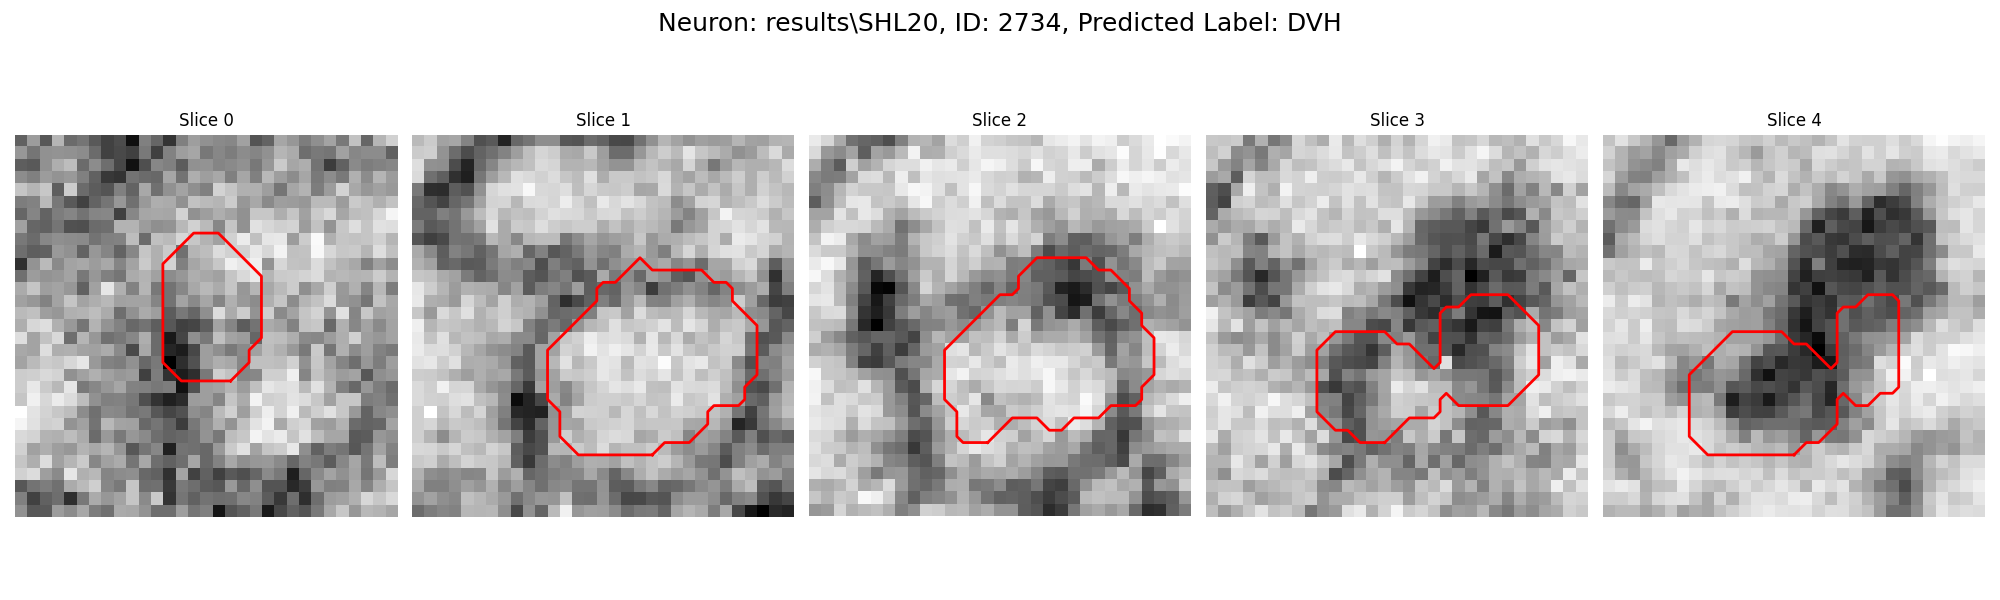 Neuron: results\SHL20, ID: 2734, Predicted Label: DVH
Slice 0
Slice 1
Slice 2
Slice 3
Slice 4